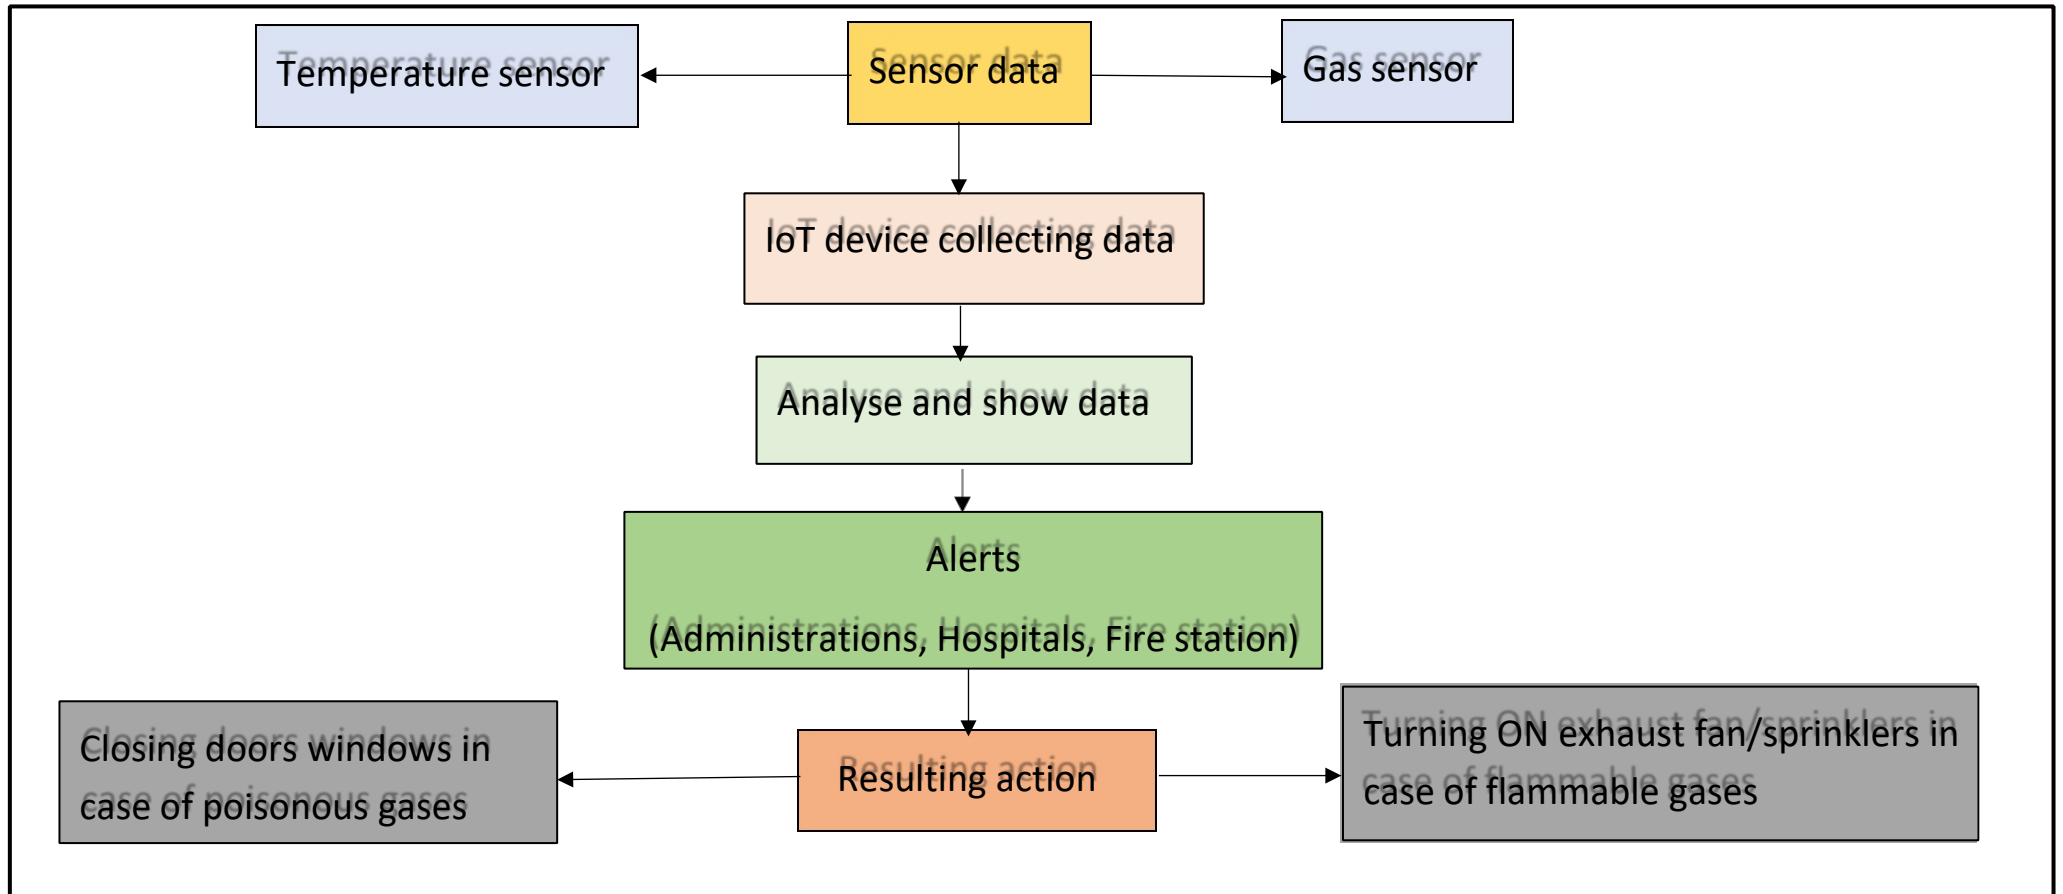 Temperature sensor
Sensor data
Gas sensor
IoT device collecting data
Analyse and show data
Alerts
(Administrations, Hospitals, Fire station)
Closing doors windows in
case of poisonous gases
Resulting action
Turning ON exhaust fan/sprinklers in
case of flammable gases